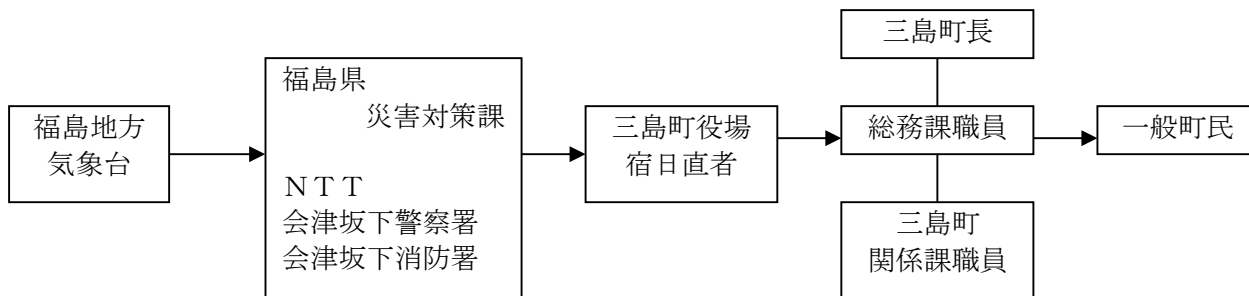 福島地方
気象台
福島県
災害対策課
ＮＴＴ
会津坂下警察署
会津坂下消防署
三島町役場
宿日直者
三島町長
総務課職員
三島町
関係課職員
一般町民